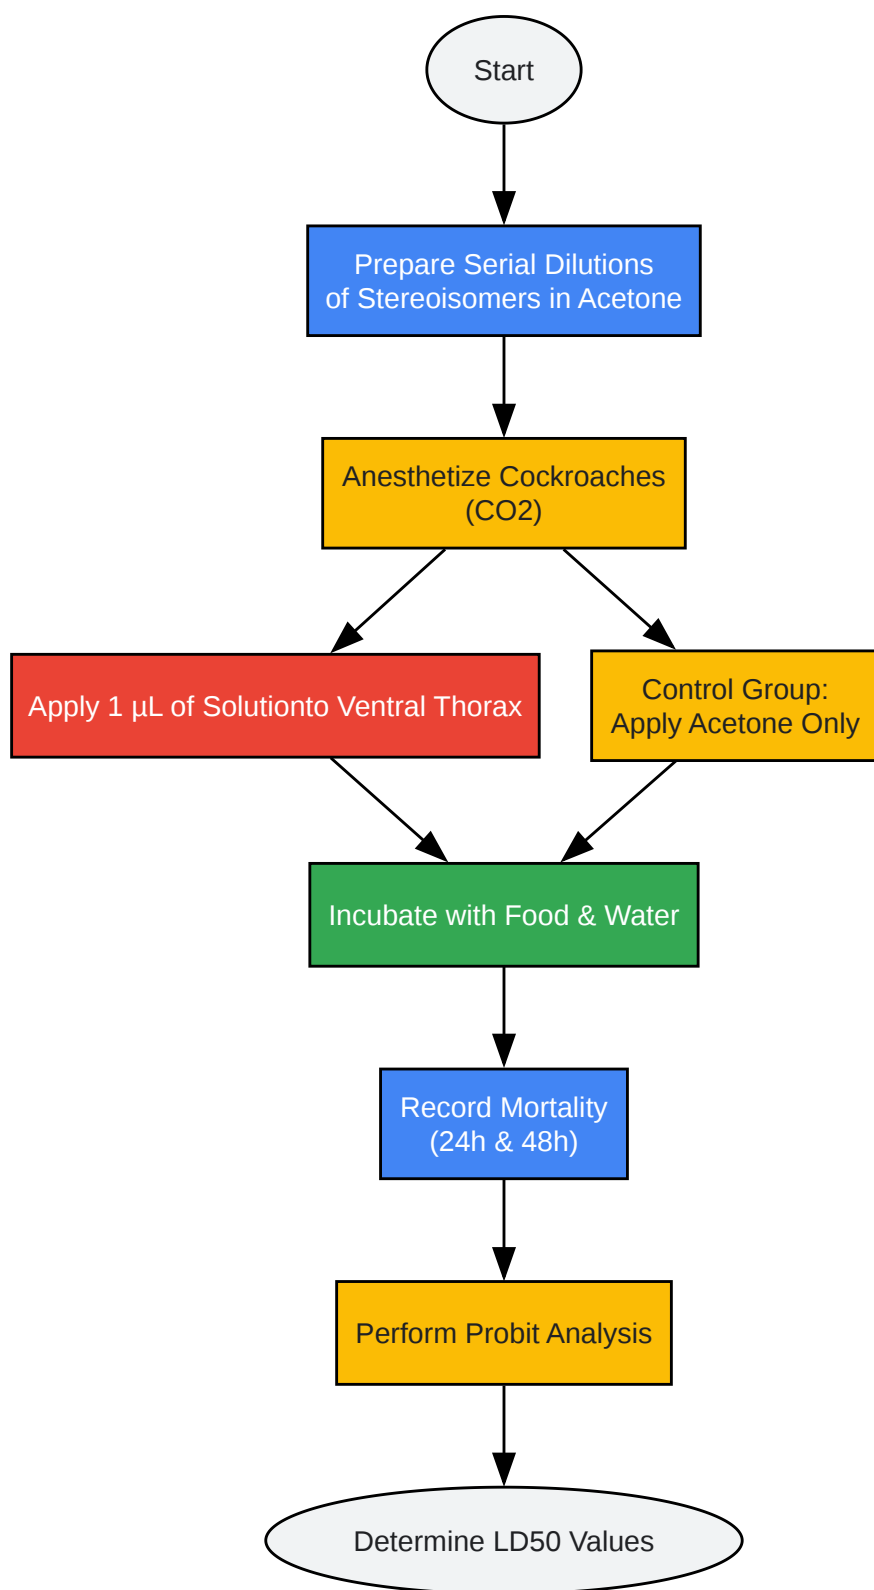 Start
Prepare Serial Dilutions
of Stereoisomers in Acetone
Anesthetize Cockroaches
(CO2)
Apply 1 µL of Solutionto Ventral Thorax
Control Group:
Apply Acetone Only
Incubate with Food & Water
Record Mortality
(24h & 48h)
Perform Probit Analysis
Determine LD50 Values